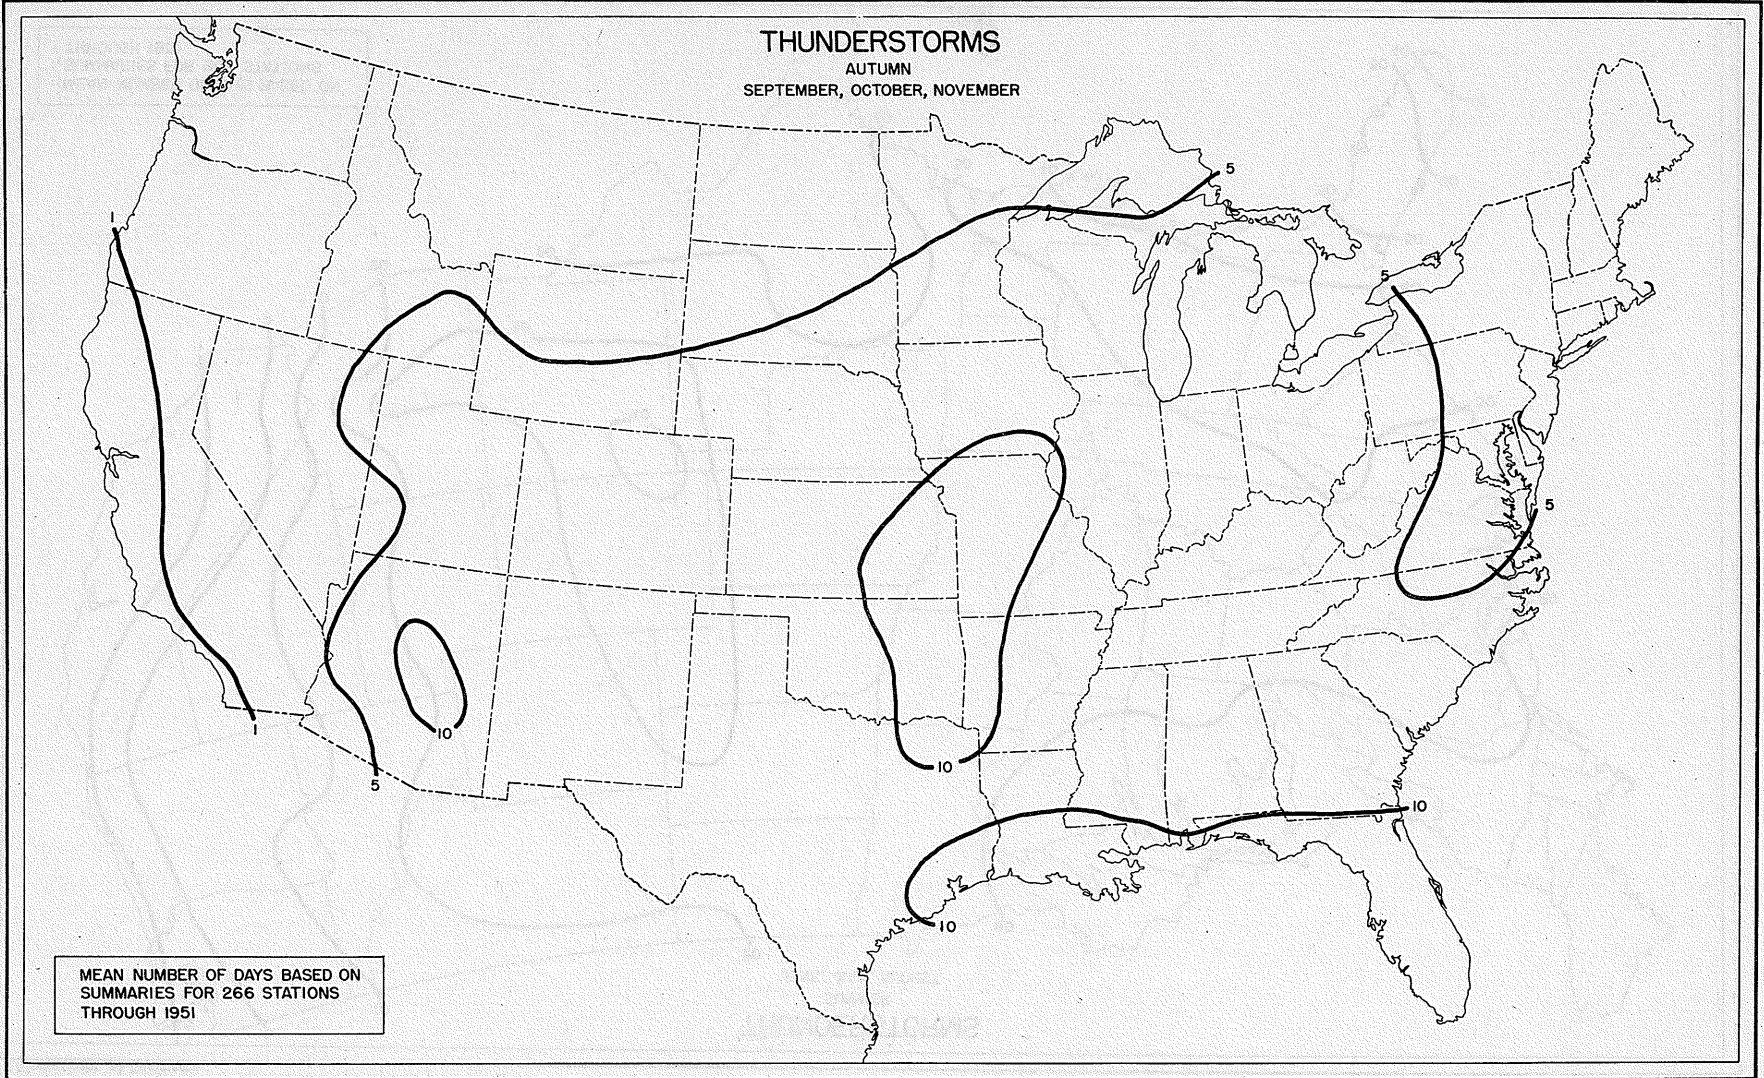 THUNDERSTORMS
AUTUMN
SEPTEMBER, OCTOBER, NOVEMBER
5
1
5
5
10
1
5
10
10
10
MEAN NUMBER OF DAYS BASED ON
SUMMARIES FOR 266 STATIONS
THROUGH 1951